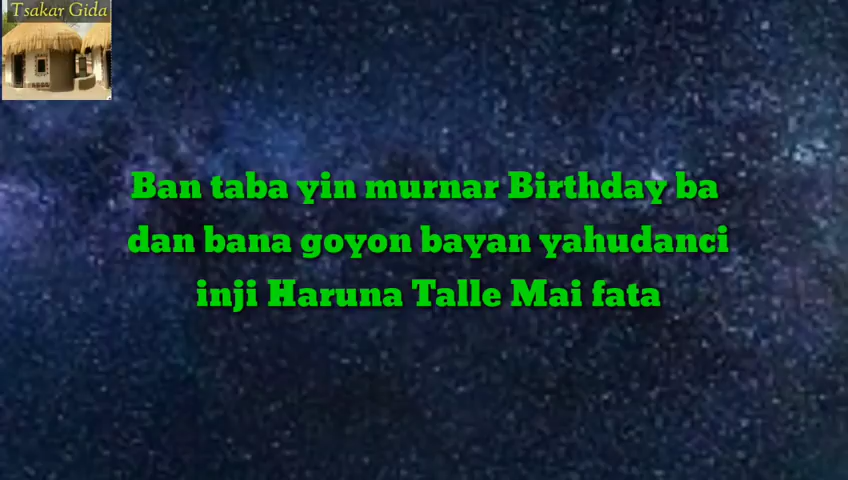 Tsakar Gida
Ban taba yin murnar Birthday ba
dan bana goyon bayan yahudanci
inji Haruna Talle Mai fata